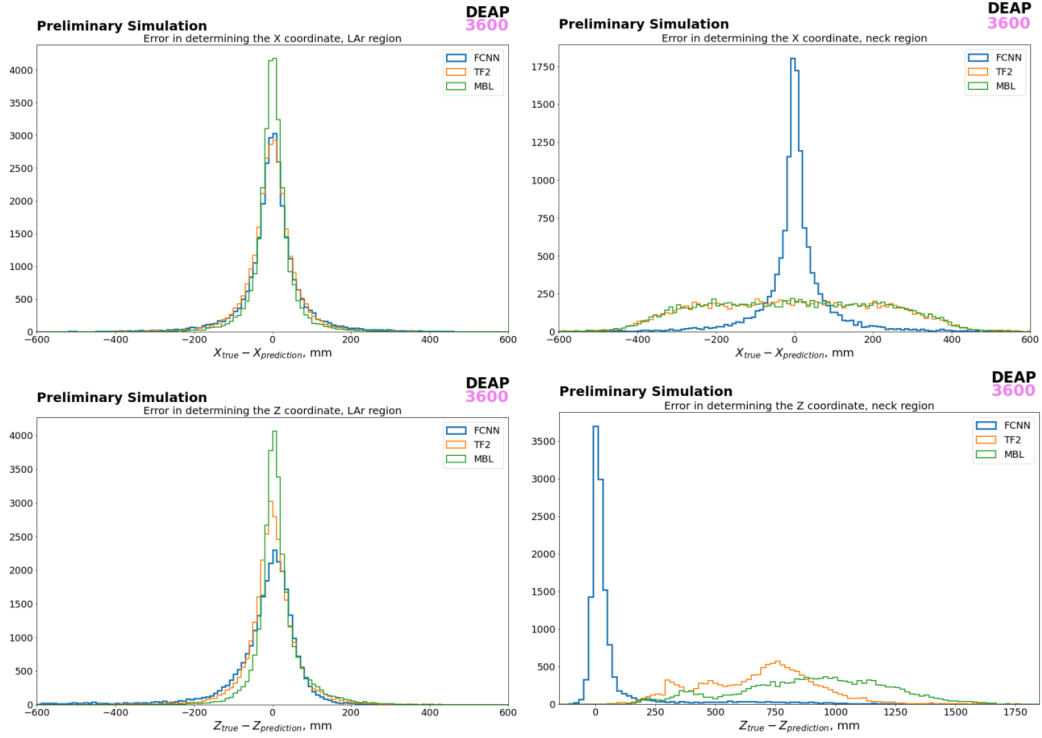 Preliminary Simulation
DEAP
3600
Error in determining the X coordinate, LAr region
4000
3500
3000
2500
2000
1500
1000
500
0
FCNN
TF2
MBL
−600 −400 −200 0 200 400 600
X_true − X_prediction, mm
Preliminary Simulation
DEAP
3600
Error in determining the X coordinate, neck region
1750
1500
1250
1000
750
500
250
0
FCNN
TF2
MBL
−600 −400 −200 0 200 400 600
X_true − X_prediction, mm
Preliminary Simulation
DEAP
3600
Error in determining the Z coordinate, LAr region
4000
3500
3000
2500
2000
1500
1000
500
0
FCNN
TF2
MBL
−600 −400 −200 0 200 400 600
Z_true − Z_prediction, mm
Preliminary Simulation
DEAP
3600
Error in determining the Z coordinate, neck region
3500
3000
2500
2000
1500
1000
500
0
FCNN
TF2
MBL
0 250 500 750 1000 1250 1500 1750
Z_true − Z_prediction, mm